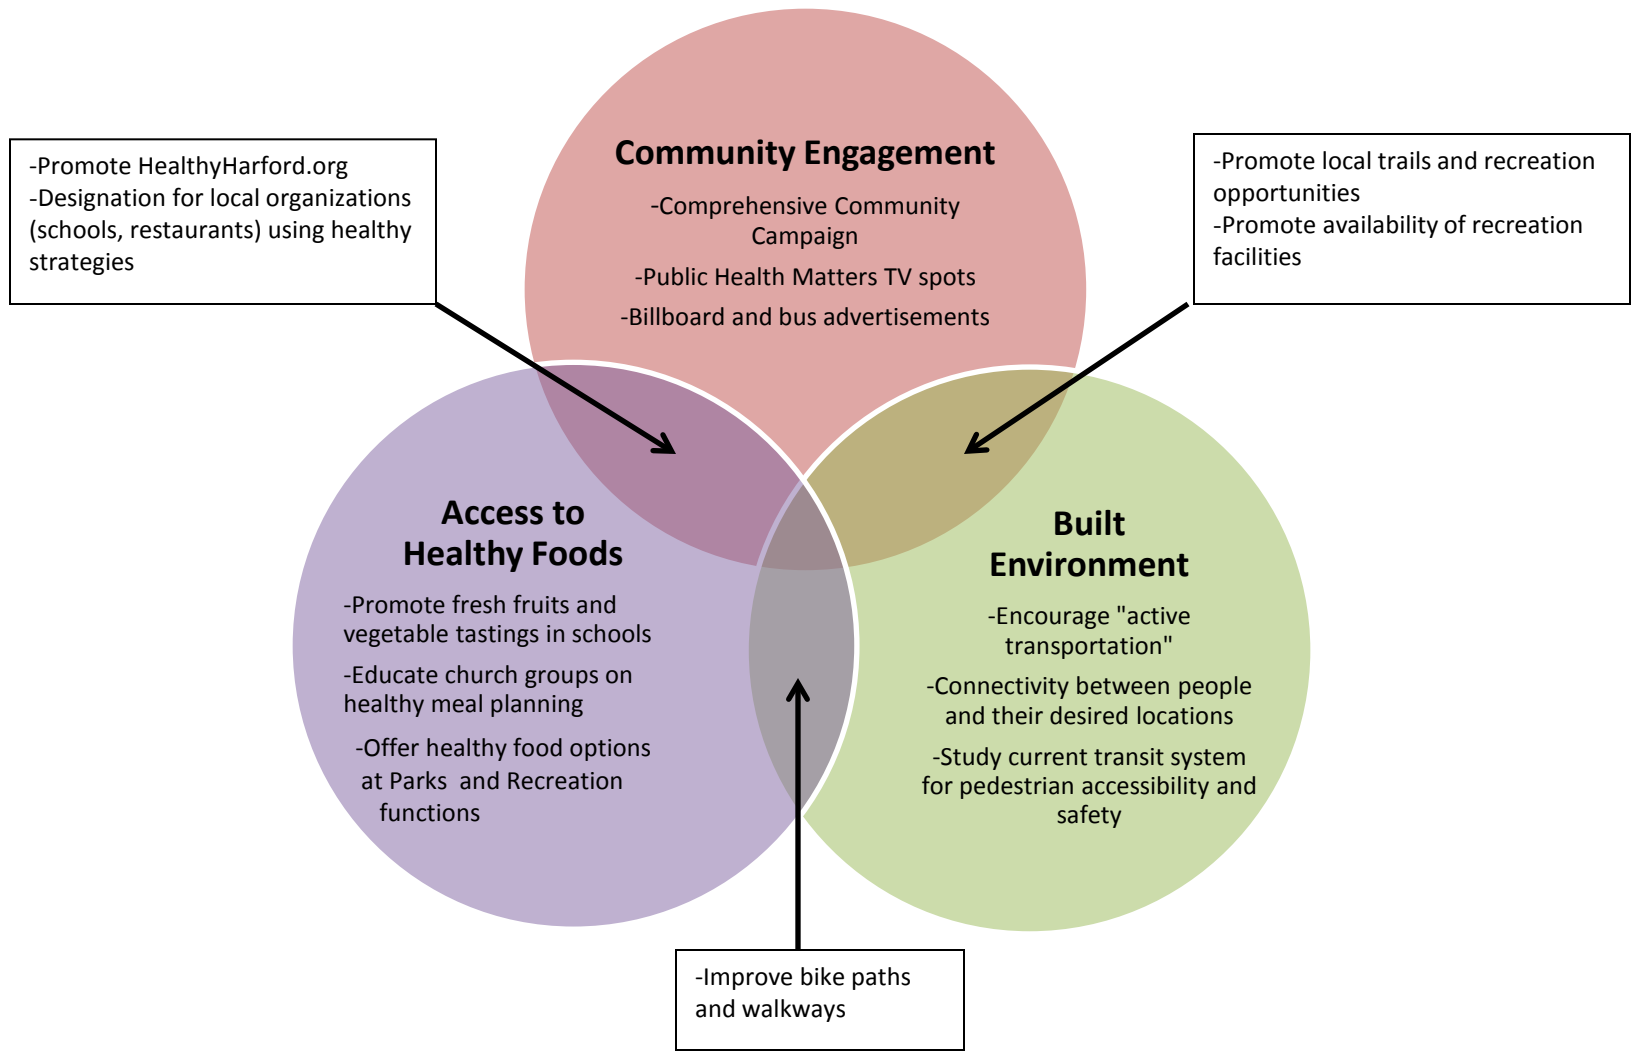 Community Engagement
-Comprehensive Community
Campaign
-Public Health Matters TV spots
-Billboard and bus advertisements
-Promote HealthyHarford.org
-Designation for local organizations
(schools, restaurants) using healthy
strategies
-Promote local trails and recreation
opportunities
-Promote availability of recreation
facilities
Access to
Healthy Foods
-Promote fresh fruits and
vegetable tastings in schools
-Educate church groups on
healthy meal planning
-Offer healthy food options
at Parks and Recreation
functions
Built
Environment
-Encourage "active
transportation"
-Connectivity between people
and their desired locations
-Study current transit system
for pedestrian accessibility and
safety
-Improve bike paths
and walkways